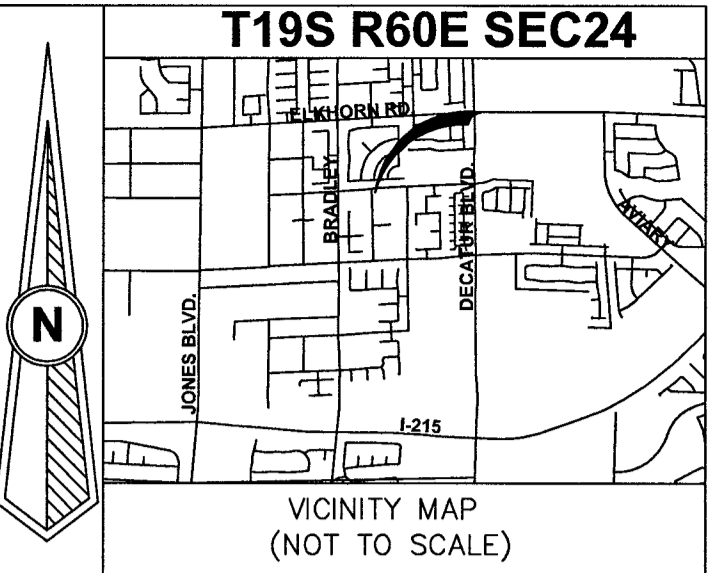 T19S R60E SEC24
ELKHORN RD.
BRADLEY
DECATUR BLVD.
AVIARY
JONES BLVD.
N
I-215
VICINITY MAP
(NOT TO SCALE)